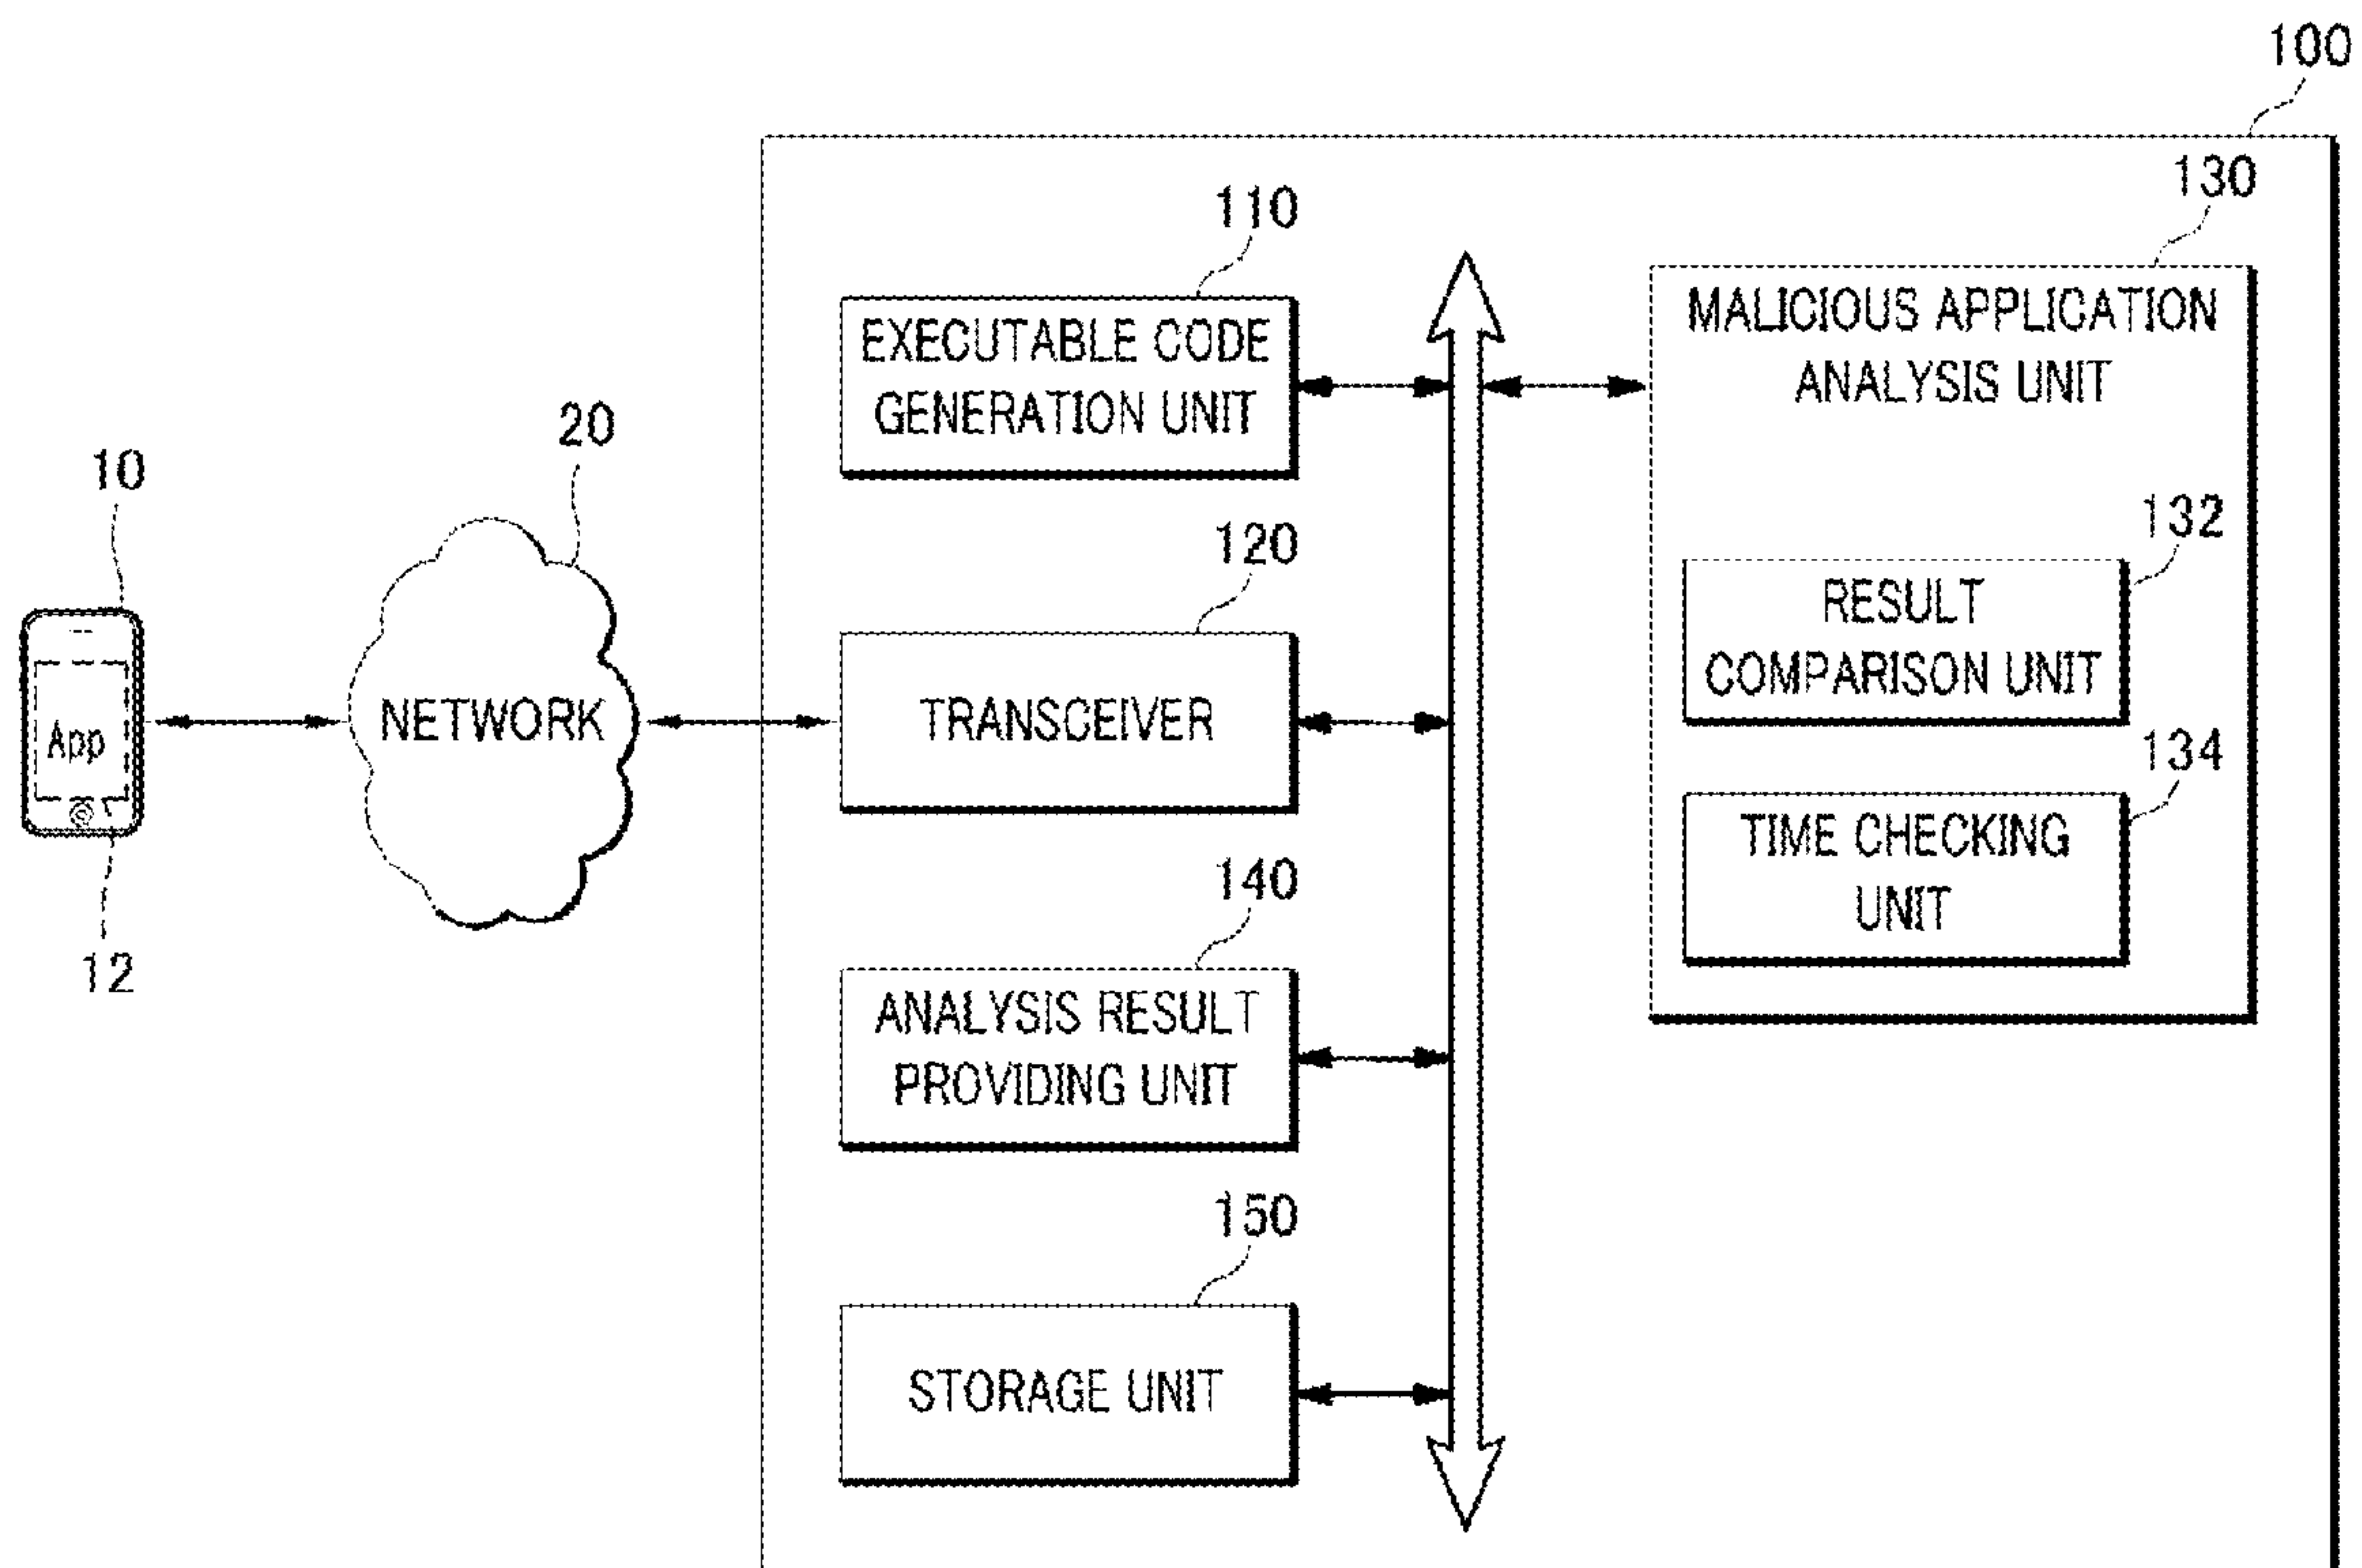 100
130
110
MALICIOUS APPLICATION
ANALYSIS UNIT
EXECUTABLE CODE
GENERATION UNIT
20
10
132
120
RESULT
COMPARISON UNIT
NETWORK
TRANSCEIVER
App
134
TIME CHECKING
UNIT
140
12
ANALYSIS RESULT
PROVIDING UNIT
150
STORAGE UNIT